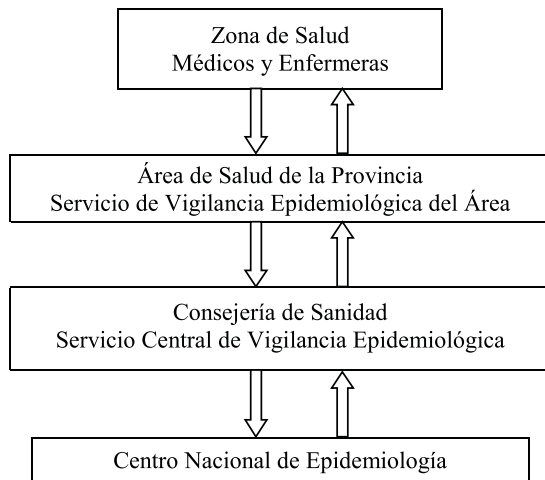 Zona de Salud
Médicos y Enfermeras
Área de Salud de la Provincia
Servicio de Vigilancia Epidemiológica del Área
Consejería de Sanidad
Servicio Central de Vigilancia Epidemiológica
Centro Nacional de Epidemiología